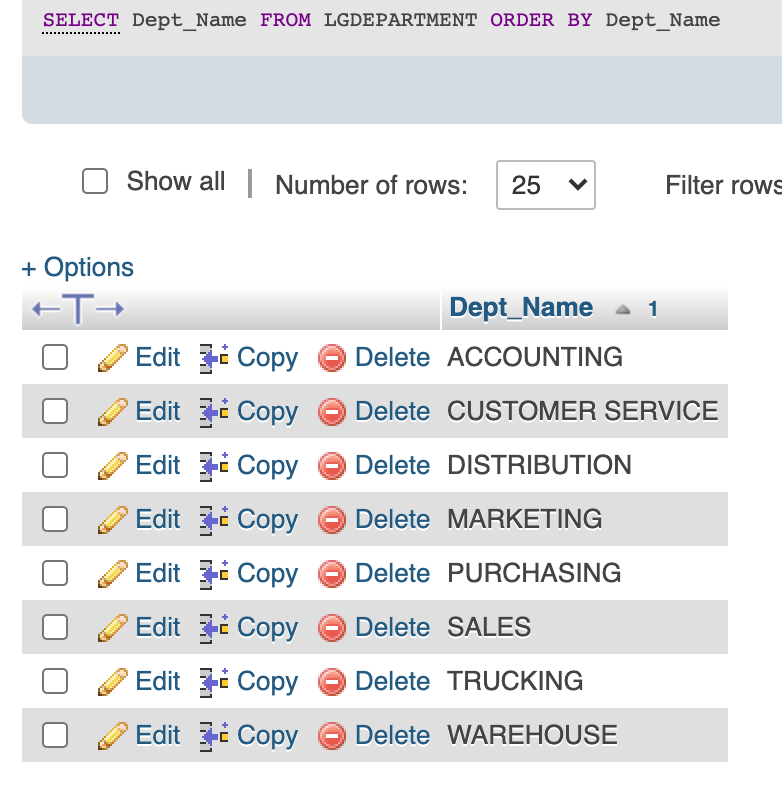 SELECT Dept_Name FROM LGDEPARTMENT ORDER BY Dept_Name
Show all | Number of rows: 25 Filter rows
+ Options
←T→ Dept_Name 1
Edit Copy Delete ACCOUNTING
Edit Copy Delete CUSTOMER SERVICE
Edit Copy Delete DISTRIBUTION
Edit Copy Delete MARKETING
Edit Copy Delete PURCHASING
Edit Copy Delete SALES
Edit Copy Delete TRUCKING
Edit Copy Delete WAREHOUSE